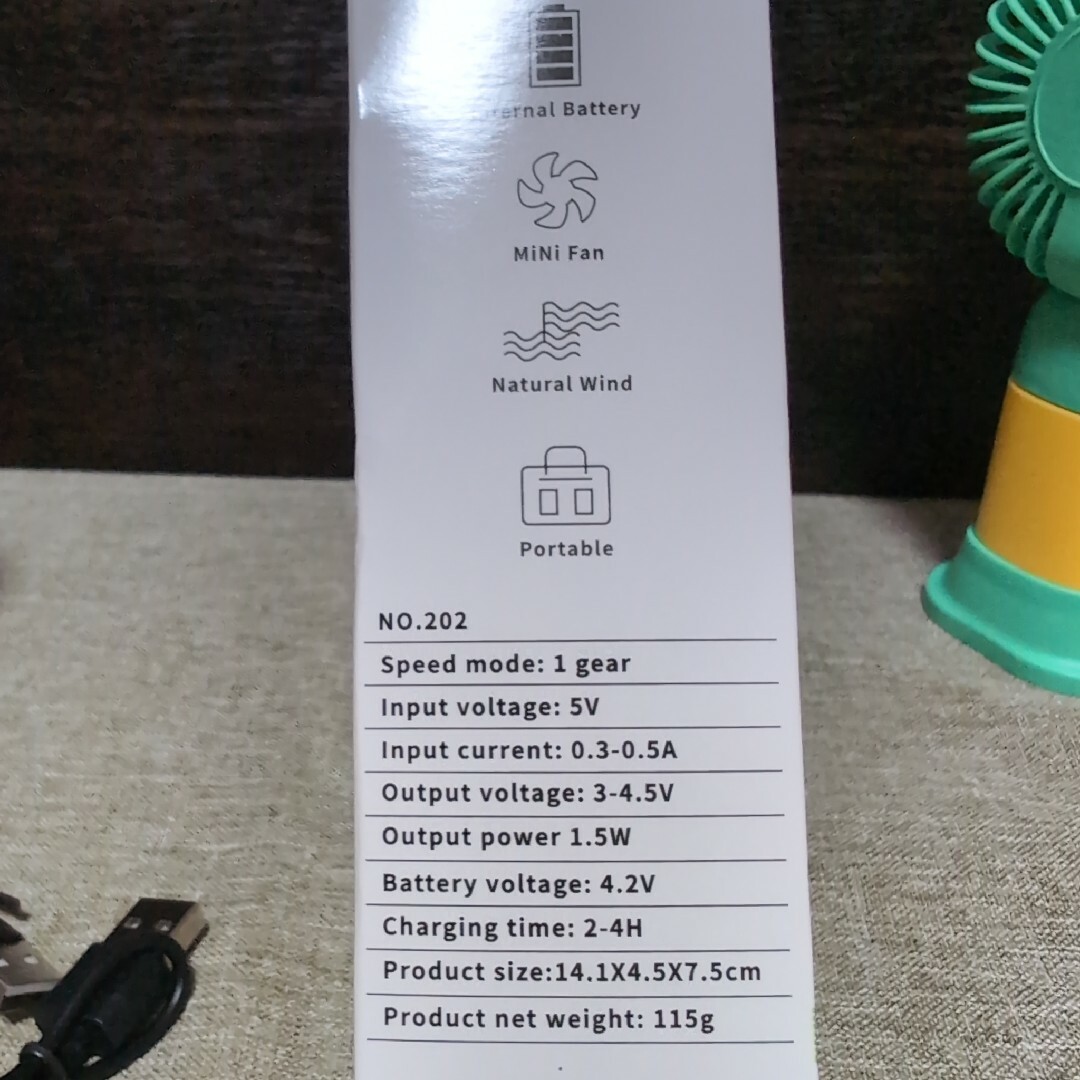 Battery
MiNi Fan
Natural Wind
Portable
NO.202
Speed mode: 1 gear
Input voltage: 5V
Input current: 0.3-0.5A
Output voltage: 3-4.5V
Output power 1.5W
Battery voltage: 4.2V
Charging time: 2-4H
Product size:14.1X4.5X7.5cm
Product net weight: 115g